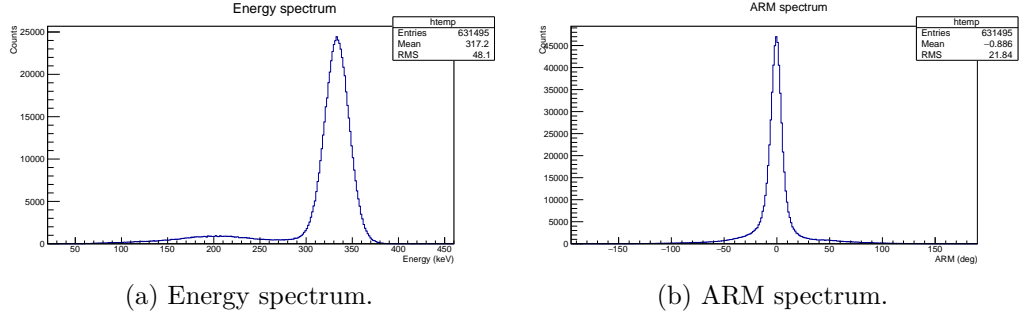 Energy spectrum
htemp
Entries 631495
Mean 317.2
RMS 48.1
Counts
25000
20000
15000
10000
5000
0
50 100 150 200 250 300 350 400 450
Energy (keV)
(a) Energy spectrum.
ARM spectrum
htemp
Entries 631495
Mean −0.886
RMS 21.84
Counts
45000
40000
35000
30000
25000
20000
15000
10000
5000
0
−150 −100 −50 0 50 100 150
ARM (deg)
(b) ARM spectrum.